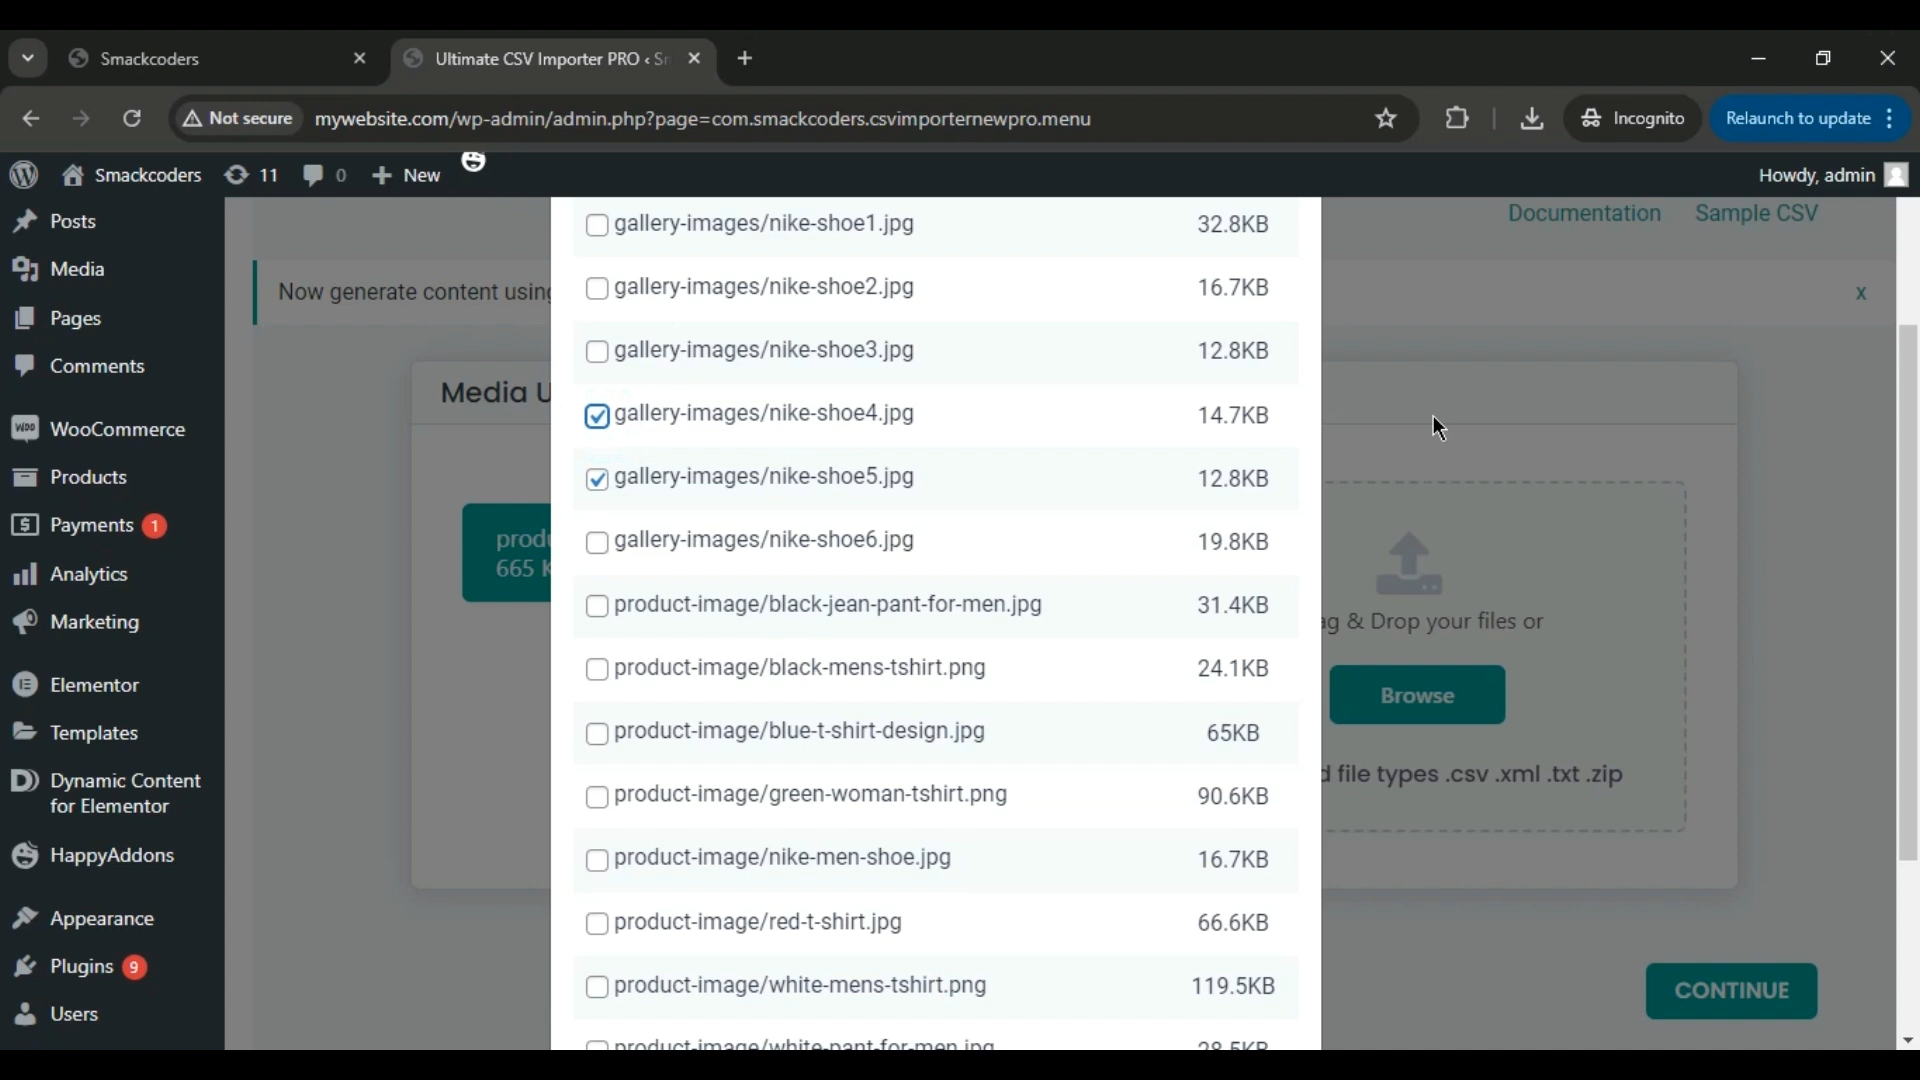 Smackcoders
Ultimate CSV Importer PRO ‹ Sm
Not secure
mywebsite.com/wp-admin/admin.php?page=com.smackcoders.csvimporternewpro.menu
Incognito
Relaunch to update
Smackcoders
11
0
New
Howdy, admin
Posts
Media
Pages
Comments
WooCommerce
Products
Payments 1
Analytics
Marketing
Elementor
Templates
Dynamic Content
for Elementor
HappyAddons
Appearance
Plugins 9
Users
Documentation
Sample CSV
Now generate content using
x
Media U
produ
665 K
gallery-images/nike-shoe1.jpg 32.8KB
gallery-images/nike-shoe2.jpg 16.7KB
gallery-images/nike-shoe3.jpg 12.8KB
gallery-images/nike-shoe4.jpg 14.7KB
gallery-images/nike-shoe5.jpg 12.8KB
gallery-images/nike-shoe6.jpg 19.8KB
product-image/black-jean-pant-for-men.jpg 31.4KB
product-image/black-mens-tshirt.png 24.1KB
product-image/blue-t-shirt-design.jpg 65KB
product-image/green-woman-tshirt.png 90.6KB
product-image/nike-men-shoe.jpg 16.7KB
product-image/red-t-shirt.jpg 66.6KB
product-image/white-mens-tshirt.png 119.5KB
product-image/white-pant-for-men.jpg 28.5KB
ag & Drop your files or
Browse
d file types .csv .xml .txt .zip
CONTINUE